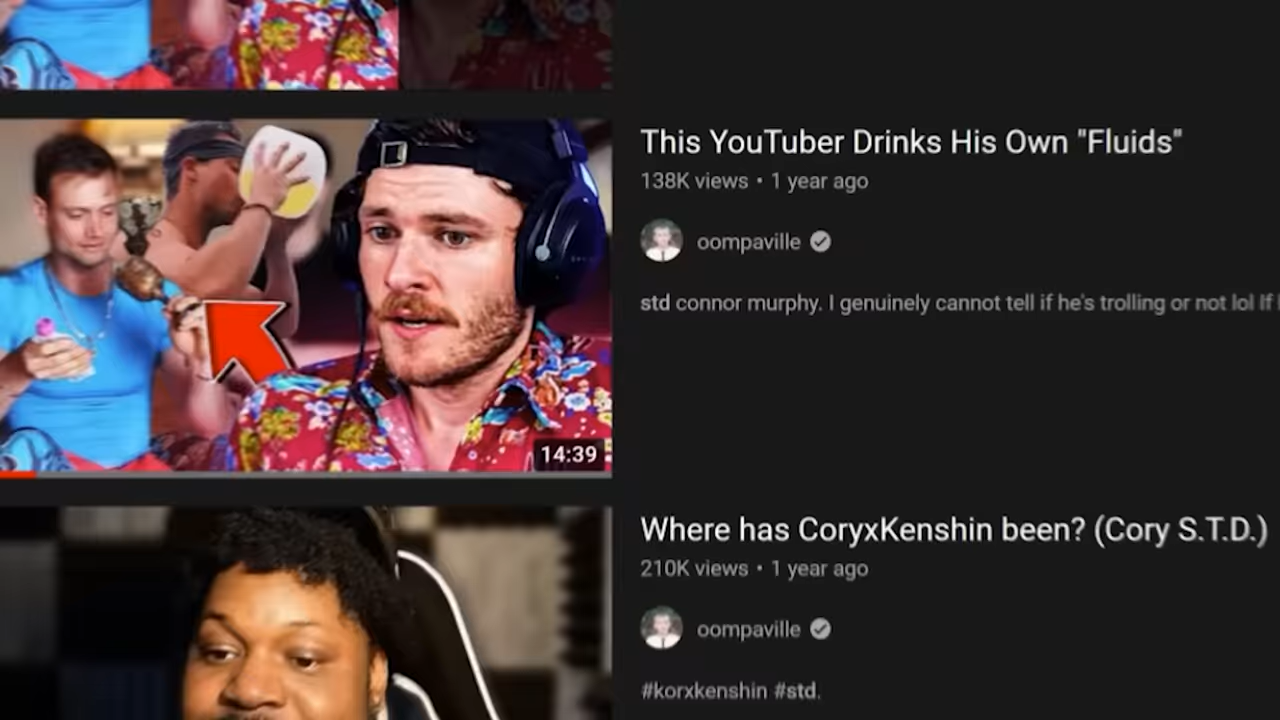 This YouTuber Drinks His Own "Fluids"
138K views • 1 year ago
oompaville
std connor murphy. I genuinely cannot tell if he's trolling or not lol If
14:39
Where has CoryxKenshin been? (Cory S.T.D.)
210K views • 1 year ago
oompaville
#korxkenshin #std.